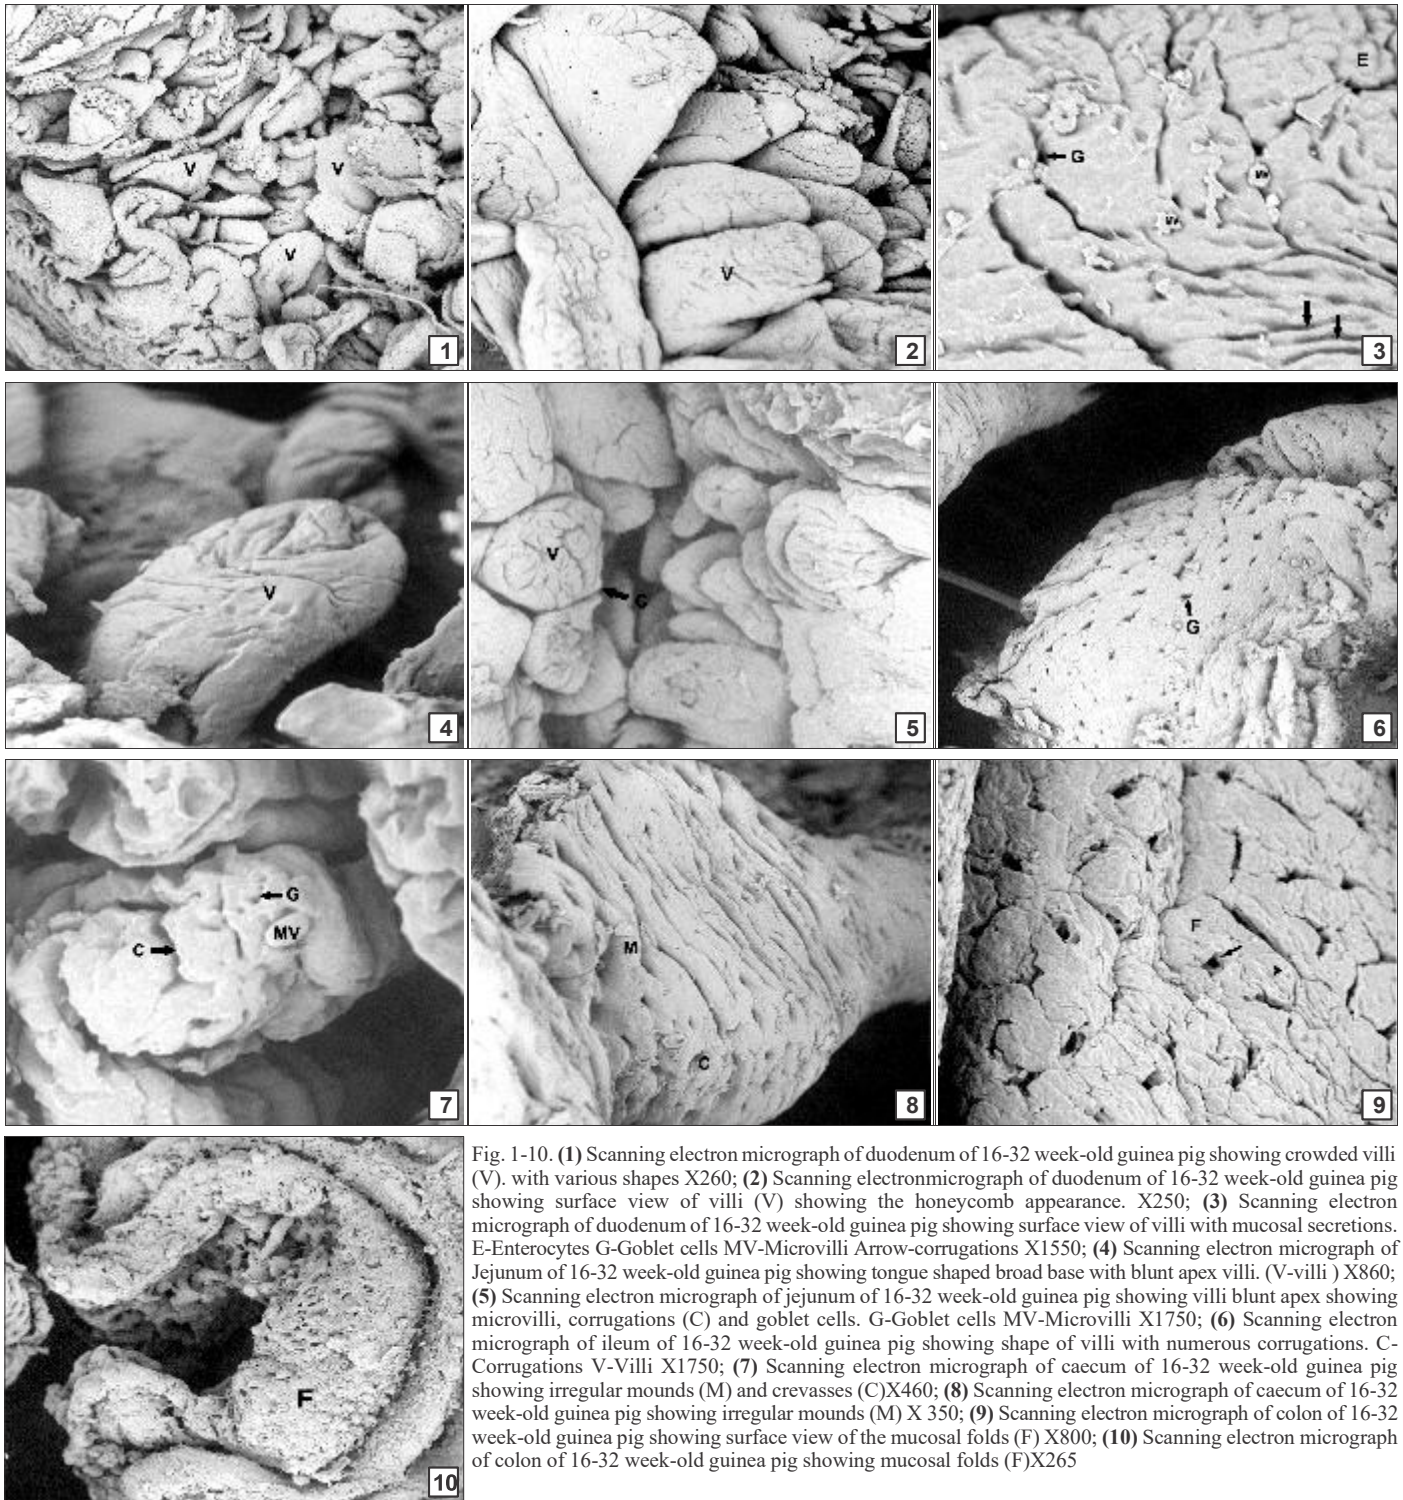 V
V
V
1
V
2
E
G
MV
MV
3
V
4
V
G
5
G
6
G
C
MV
7
M
C
8
F
9
F
10
Fig. 1-10. (1) Scanning electron micrograph of duodenum of 16-32 week-old guinea pig showing crowded villi
(V). with various shapes X260; (2) Scanning electronmicrograph of duodenum of 16-32 week-old guinea pig
showing surface view of villi (V) showing the honeycomb appearance. X250; (3) Scanning electron
micrograph of duodenum of 16-32 week-old guinea pig showing surface view of villi with mucosal secretions.
E-Enterocytes G-Goblet cells MV-Microvilli Arrow-corrugations X1550; (4) Scanning electron micrograph of
Jejunum of 16-32 week-old guinea pig showing tongue shaped broad base with blunt apex villi. (V-villi ) X860;
(5) Scanning electron micrograph of jejunum of 16-32 week-old guinea pig showing villi blunt apex showing
microvilli, corrugations (C) and goblet cells. G-Goblet cells MV-Microvilli X1750; (6) Scanning electron
micrograph of ileum of 16-32 week-old guinea pig showing shape of villi with numerous corrugations. C-
Corrugations V-Villi X1750; (7) Scanning electron micrograph of caecum of 16-32 week-old guinea pig
showing irregular mounds (M) and crevasses (C)X460; (8) Scanning electron micrograph of caecum of 16-32
week-old guinea pig showing irregular mounds (M) X 350; (9) Scanning electron micrograph of colon of 16-32
week-old guinea pig showing surface view of the mucosal folds (F) X800; (10) Scanning electron micrograph
of colon of 16-32 week-old guinea pig showing mucosal folds (F)X265